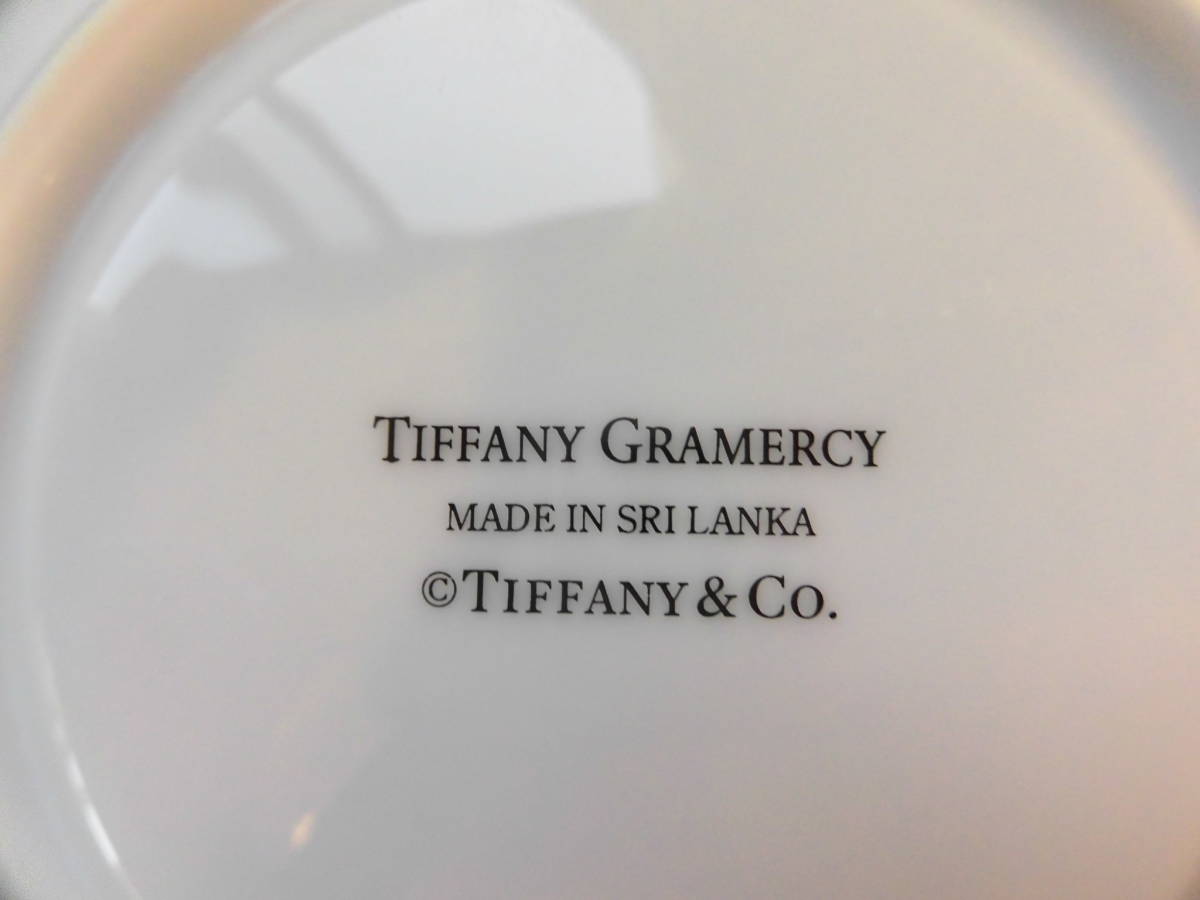 TIFFANY GRAMERCY
MADE IN SRI LANKA
©TIFFANY & CO.